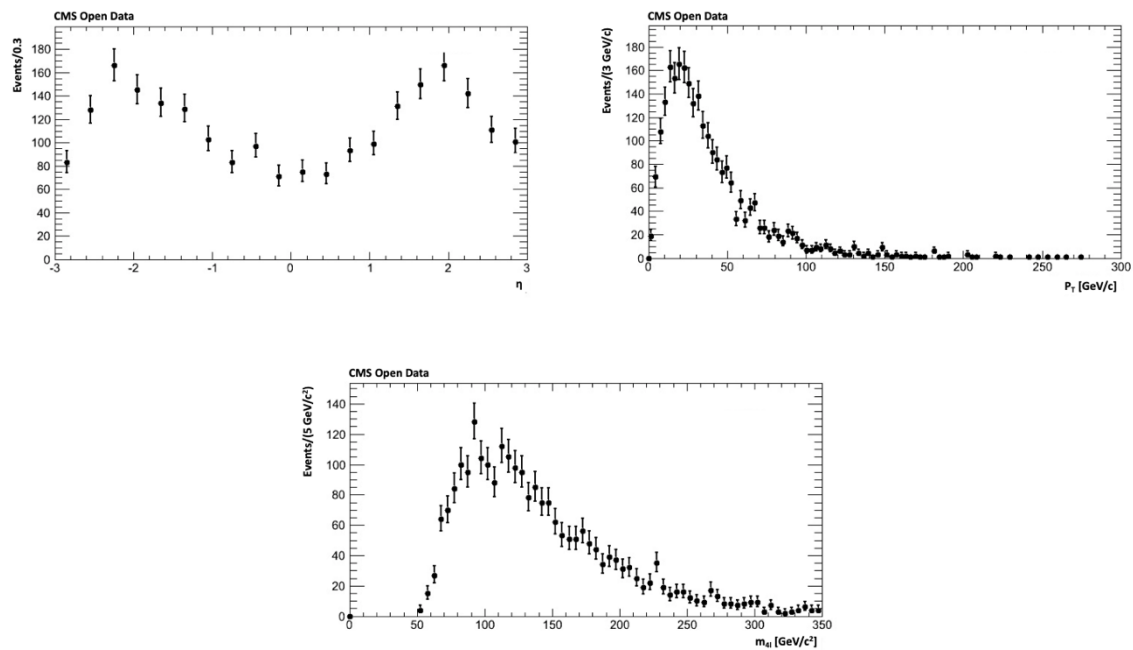 CMS Open Data
Events/0.3
180
160
140
120
100
80
60
40
20
0
-3 -2 -1 0 1 2 3
η
CMS Open Data
Events/(3 GeV/c)
180
160
140
120
100
80
60
40
20
0
0 50 100 150 200 250 300
P_T [GeV/c]
CMS Open Data
Events/(5 GeV/c²)
140
120
100
80
60
40
20
0
0 50 100 150 200 250 300 350
m_4l [GeV/c²]